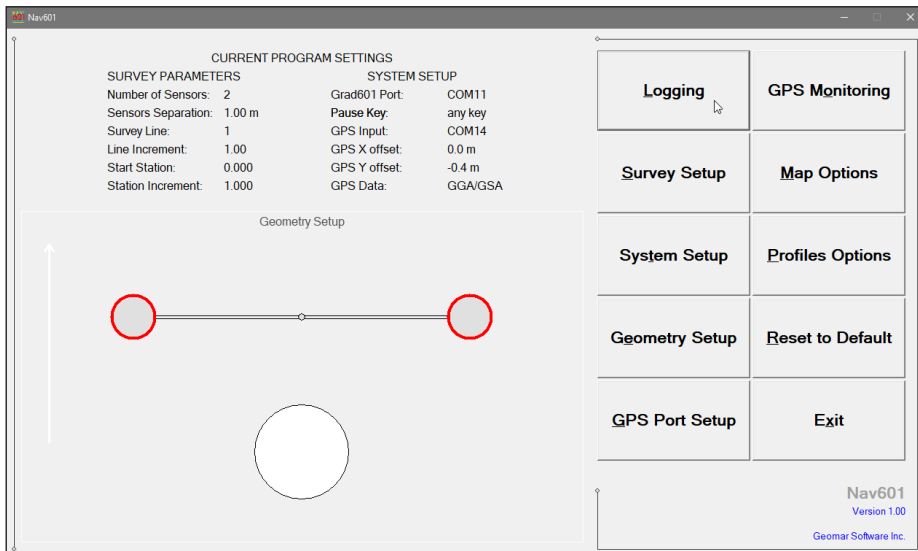 Nav601
CURRENT PROGRAM SETTINGS
SURVEY PARAMETERS
Number of Sensors: 2
Sensors Separation: 1.00 m
Survey Line: 1
Line Increment: 1.00
Start Station: 0.000
Station Increment: 1.000
SYSTEM SETUP
Grad601 Port: COM11
Pause Key: any key
GPS Input: COM14
GPS X offset: 0.0 m
GPS Y offset: -0.4 m
GPS Data: GGA/GSA
Geometry Setup
Logging
GPS Monitoring
Survey Setup
Map Options
System Setup
Profiles Options
Geometry Setup
Reset to Default
GPS Port Setup
Exit
Nav601
Version 1.00
Geomar Software Inc.